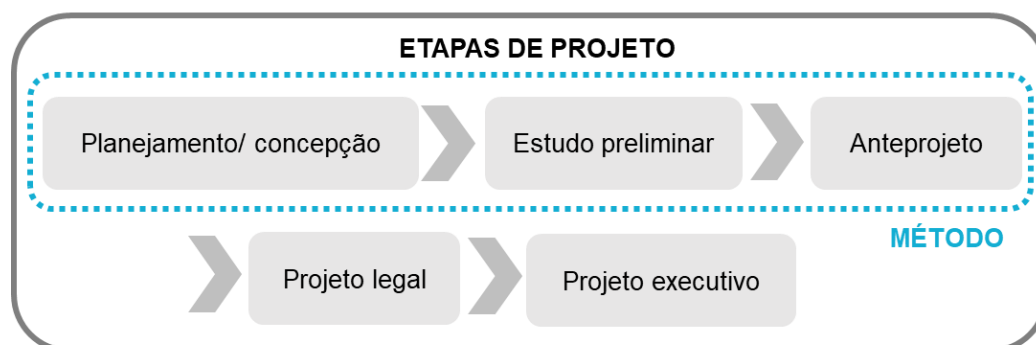 ETAPAS DE PROJETO
Planejamento/ concepção
Estudo preliminar
Anteprojeto
MÉTODO
Projeto legal
Projeto executivo